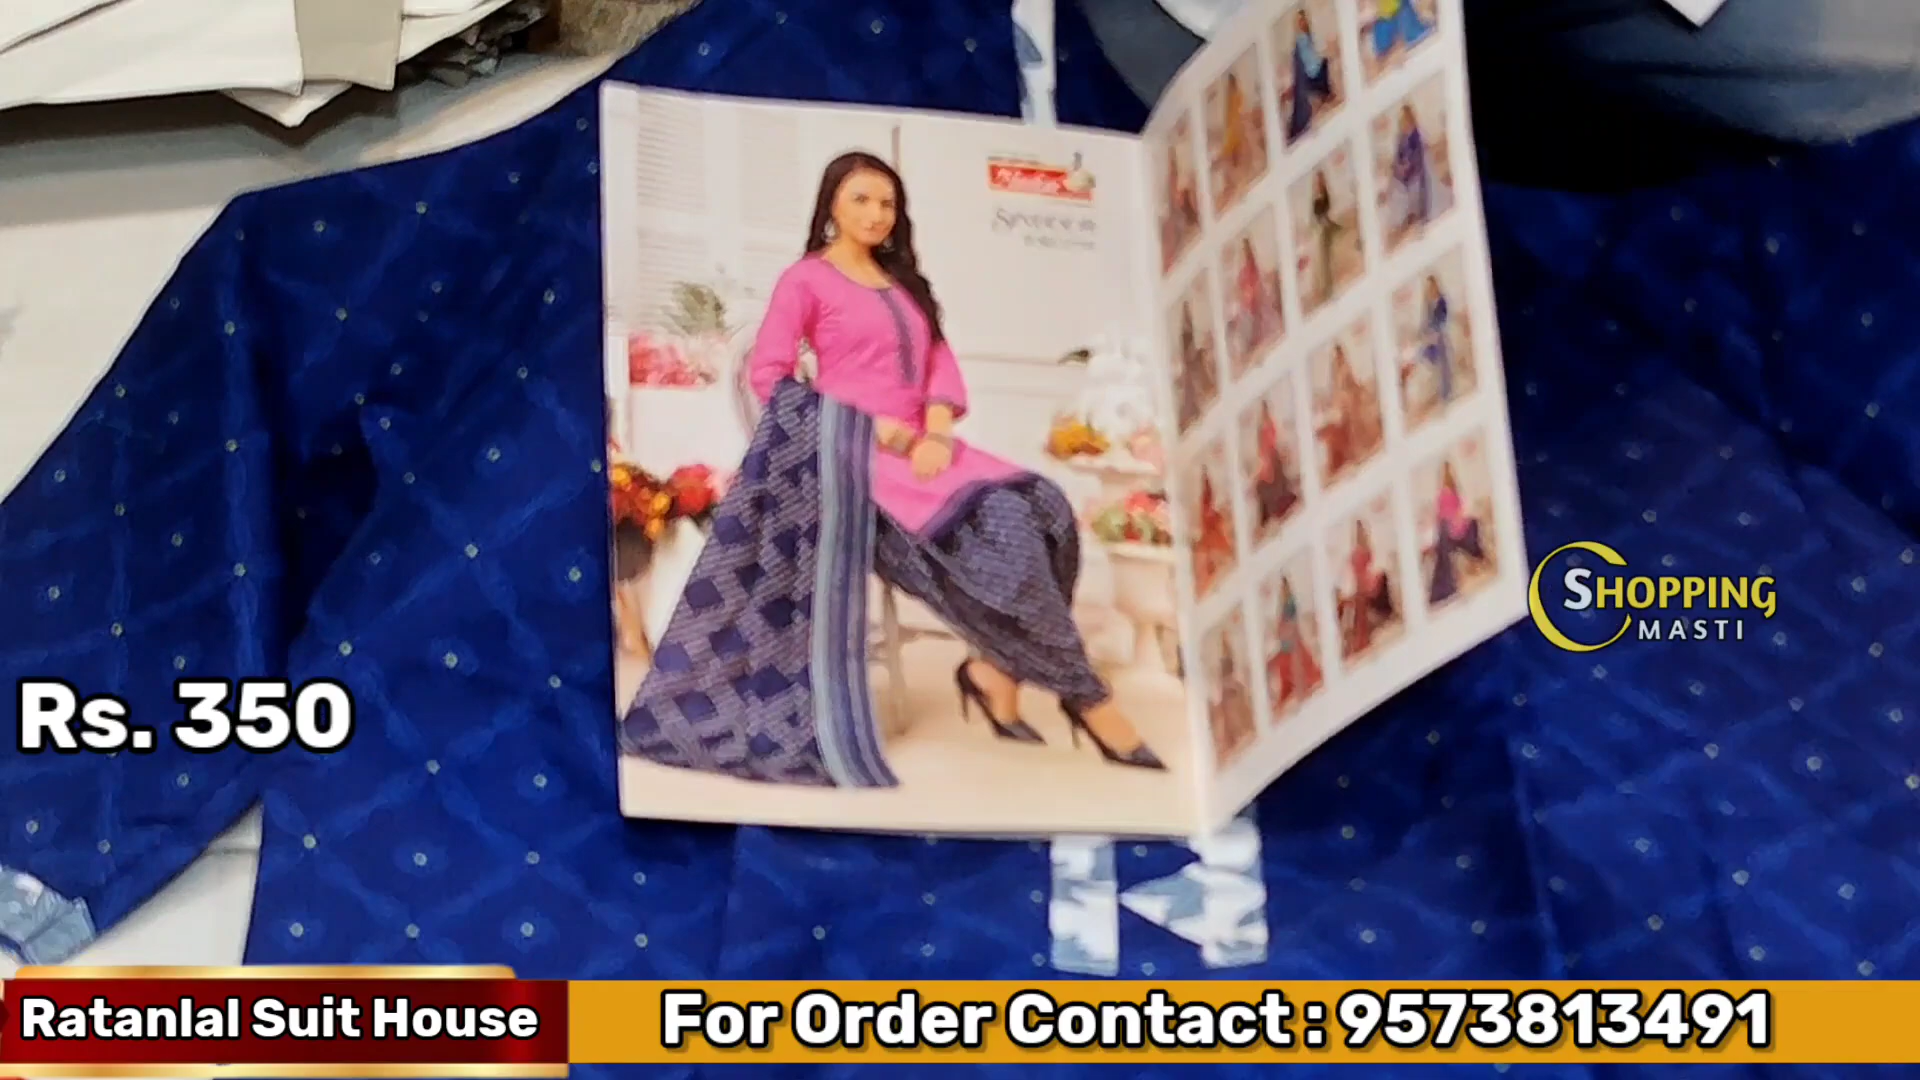 SHOPPING
MASTI
Rs. 350
Ratanlal Suit House
For Order Contact : 9573813491